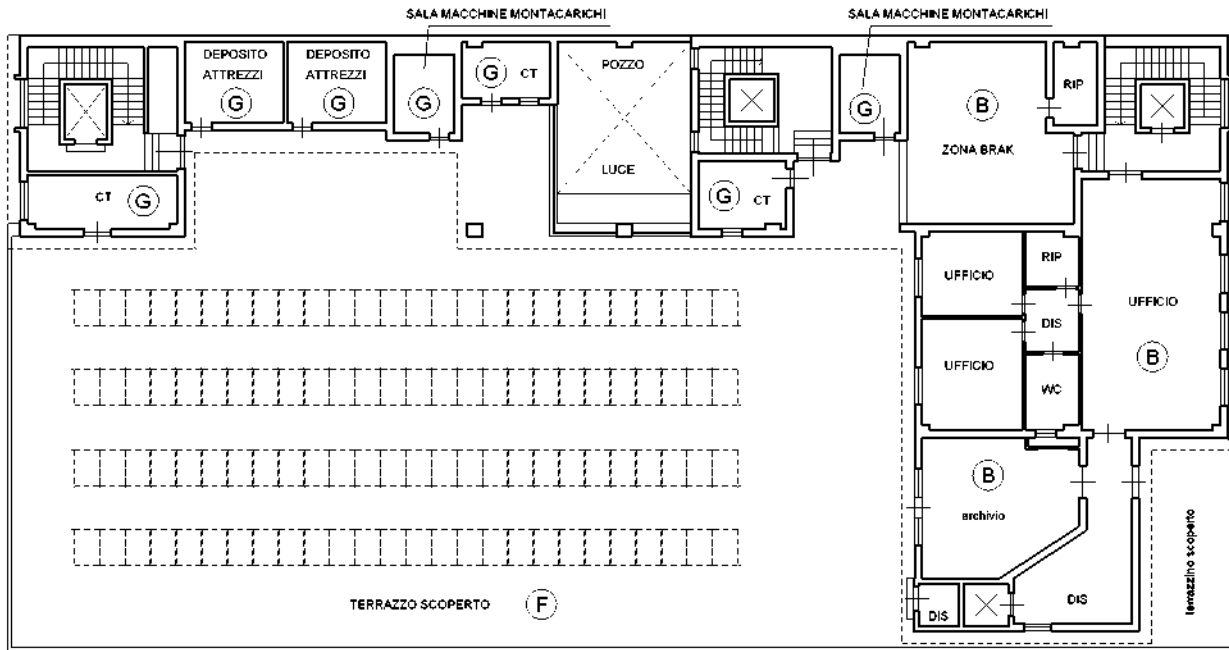 SALA MACCHINE MONTACARICHI
SALA MACCHINE MONTACARICHI
DEPOSITO
ATTREZZI
G
DEPOSITO
ATTREZZI
G
G
G CT
POZZO
LUCE
G
B
ZONA BRAK
RIP
CT G
G CT
UFFICIO
RIP
UFFICIO
B
DIS
UFFICIO
WC
B
archivio
terrazzino scoperto
TERRAZZO SCOPERTO F
DIS
DIS